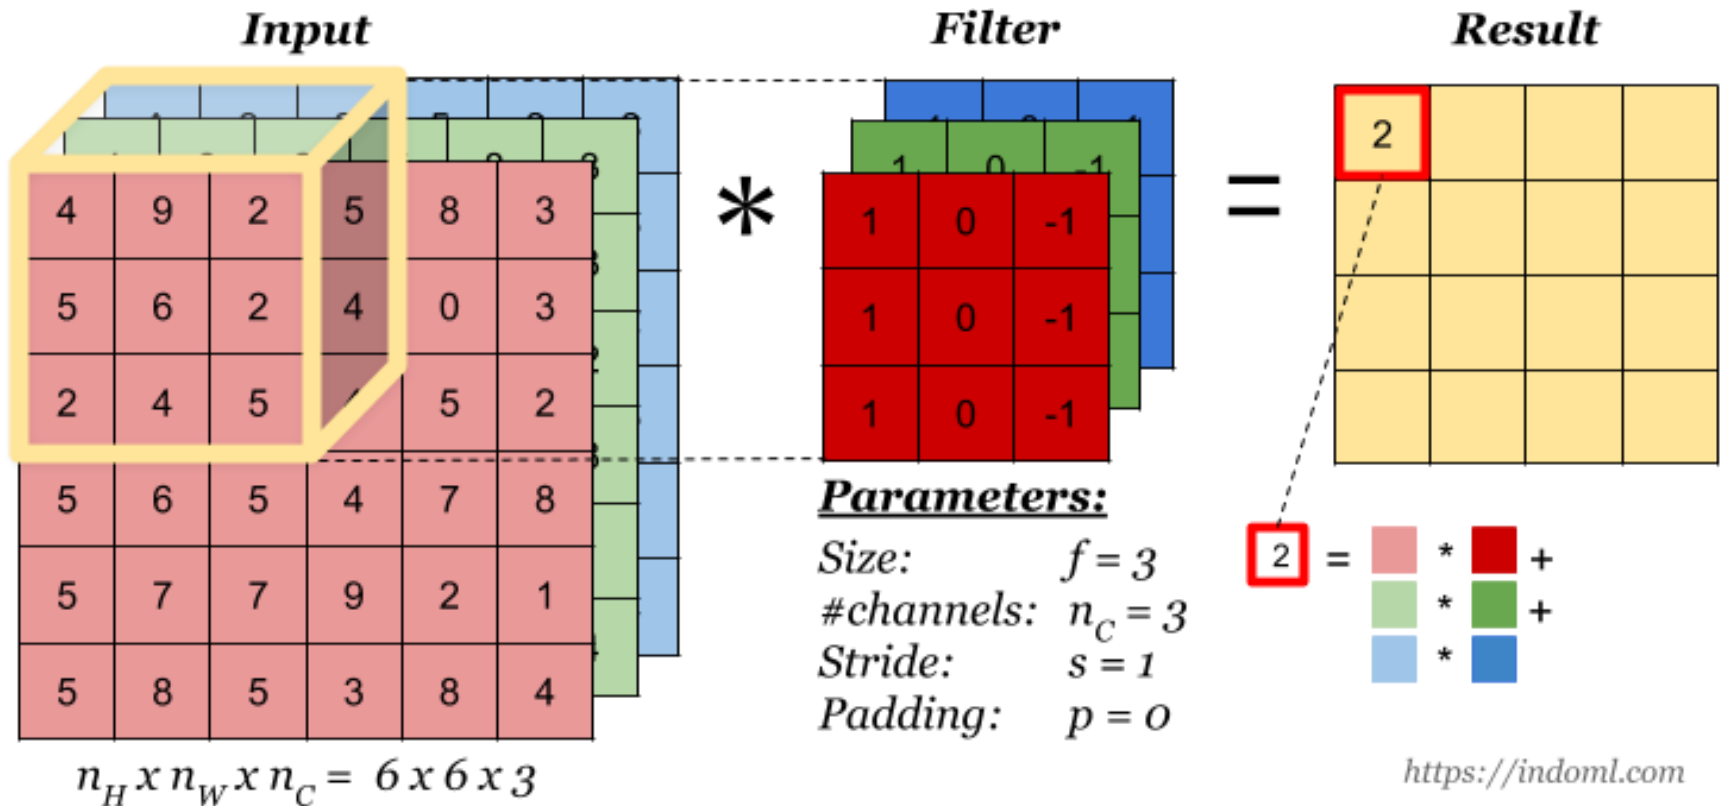 Input Filter Result
4 9 2 5 8 3
5 6 2 4 0 3
2 4 5 5 2
5 6 5 4 7 8
5 7 7 9 2 1
5 8 5 3 8 4
n_H x n_W x n_C = 6 x 6 x 3
*
1 0 -1
1 0 -1
1 0 -1
1 0 -1
Parameters:
Size: f = 3
#channels: n_C = 3
Stride: s = 1
Padding: p = 0
=
2
2 = * +
* +
*
https://indoml.com